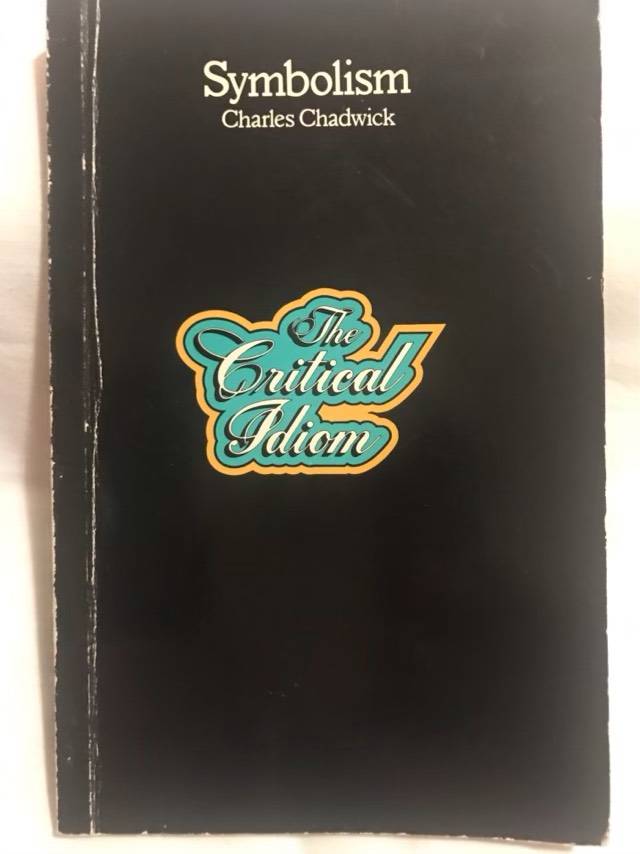 Symbolism
Charles Chadwick
The
Critical
Idiom